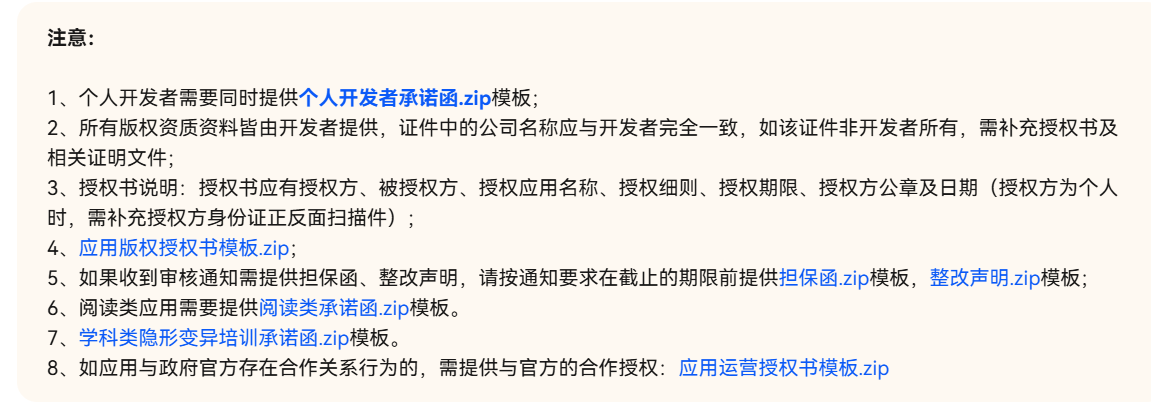 注意：
1、个人开发者需要同时提供个人开发者承诺函.zip模板；
2、所有版权资质资料皆由开发者提供，证件中的公司名称应与开发者完全一致，如该证件非开发者所有，需补充授权书及
相关证明文件；
3、授权书说明：授权书应有授权方、被授权方、授权应用名称、授权细则、授权期限、授权方公章及日期（授权方为个人
时，需补充授权方身份证正反面扫描件）；
4、应用版权授权书模板.zip；
5、如果收到审核通知需提供担保函、整改声明，请按通知要求在截止的期限前提供担保函.zip模板，整改声明.zip模板；
6、阅读类应用需要提供阅读类承诺函.zip模板。
7、学科类隐形变异培训承诺函.zip模板。
8、如应用与政府官方存在合作关系行为的，需提供与官方的合作授权：应用运营授权书模板.zip